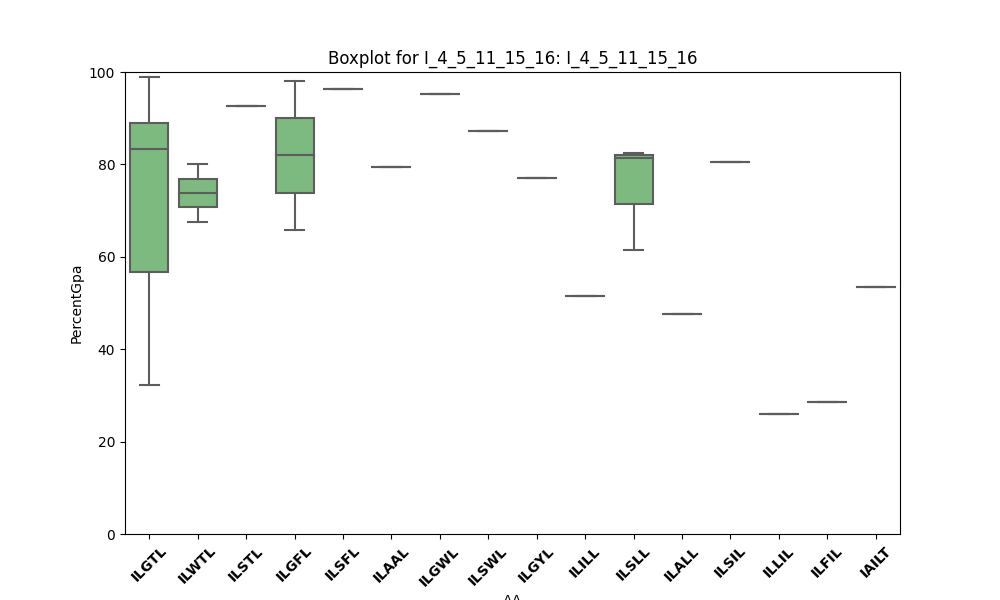 Boxplot for I_4_5_11_15_16: I_4_5_11_15_16
100
80
60
40
20
0
PercentGpa
ILGTL
ILWTL
ILSTL
ILGFL
ILSFL
ILAAL
ILGWL
ILSWL
ILGYL
ILILL
ILSLL
ILALL
ILSIL
ILLIL
ILFIL
IAILT
AA